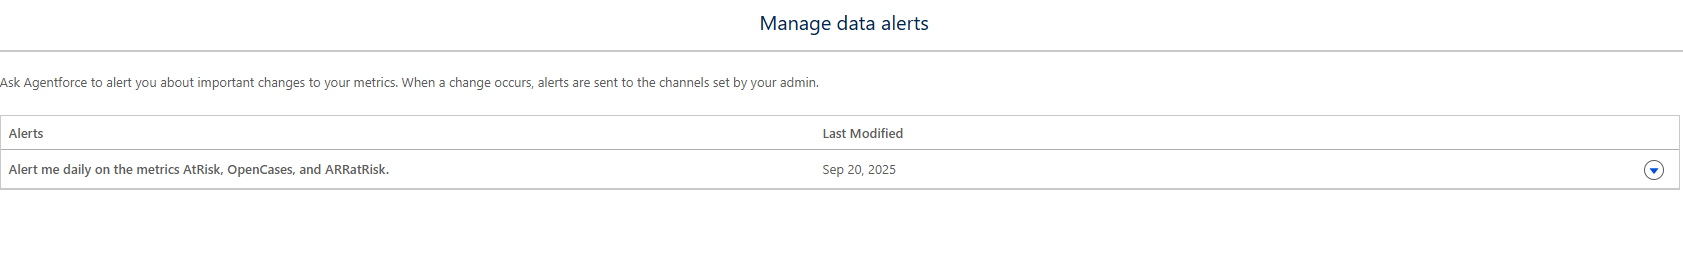 Manage data alerts
Ask Agentforce to alert you about important changes to your metrics. When a change occurs, alerts are sent to the channels set by your admin.
Alerts Last Modified
Alert me daily on the metrics AtRisk, OpenCases, and ARRatRisk. Sep 20, 2025